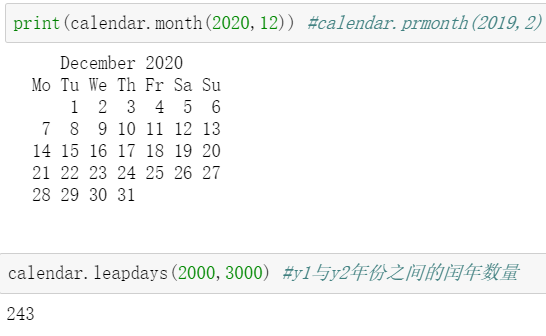 print(calendar.month(2020,12)) #calendar.prmonth(2019,2)
December 2020
Mo Tu We Th Fr Sa Su
1 2 3 4 5 6
7 8 9 10 11 12 13
14 15 16 17 18 19 20
21 22 23 24 25 26 27
28 29 30 31
calendar.leapdays(2000,3000) #y1与y2年份之间的闰年数量
243